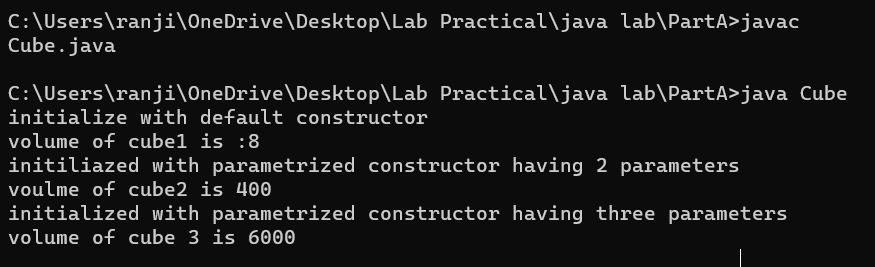 C:\Users\ranji\OneDrive\Desktop\Lab Practical\java lab\PartA>javac
Cube.java
C:\Users\ranji\OneDrive\Desktop\Lab Practical\java lab\PartA>java Cube
initialize with default constructor
volume of cube1 is :8
initiliazed with parametrized constructor having 2 parameters
voulme of cube2 is 400
initialized with parametrized constructor having three parameters
volume of cube 3 is 6000